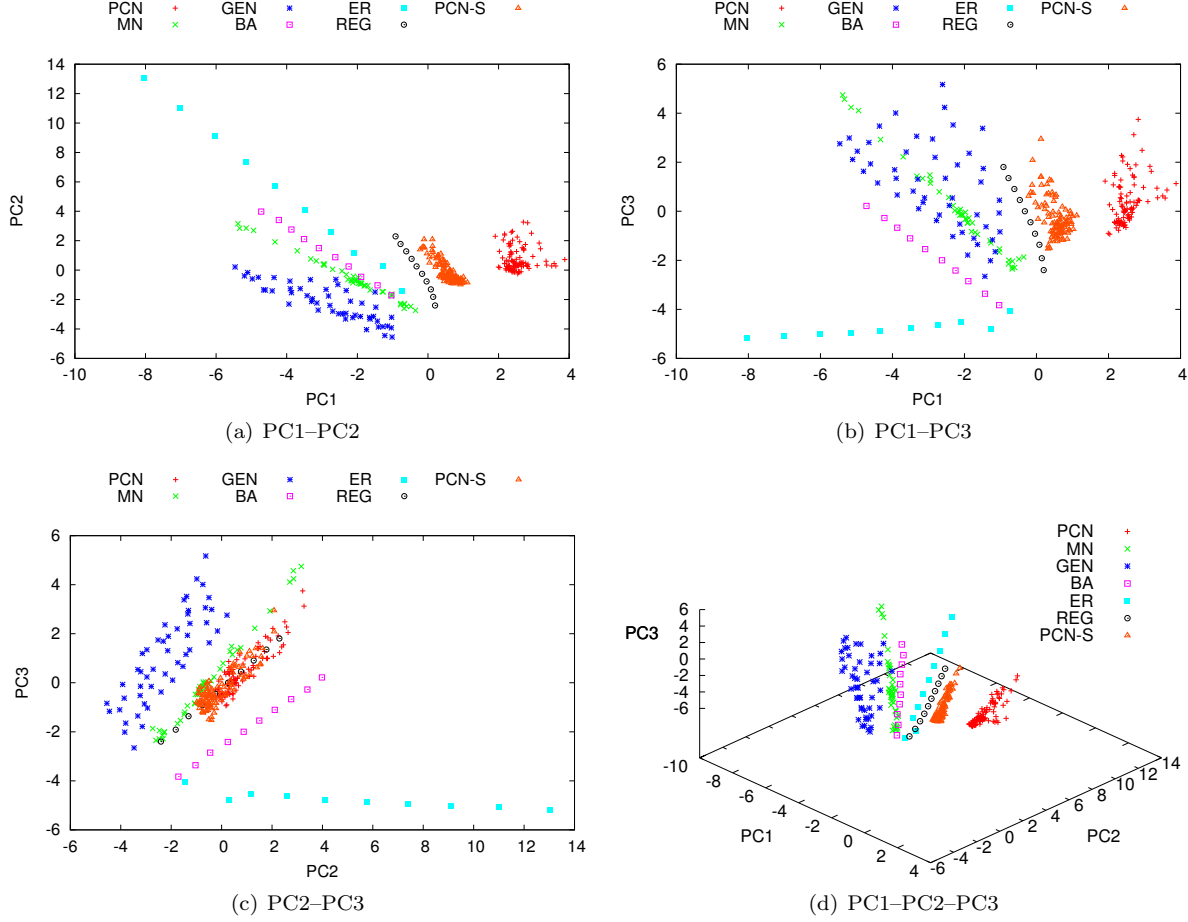 PCN GEN ER PCN-S
MN BA REG
PC2
14
12
10
8
6
4
2
0
-2
-4
-6
-10 -8 -6 -4 -2 0 2 4
PC1
(a) PC1–PC2
PCN GEN ER PCN-S
MN BA REG
PC3
6
4
2
0
-2
-4
-6
-10 -8 -6 -4 -2 0 2 4
PC1
(b) PC1–PC3
PCN GEN ER PCN-S
MN BA REG
PC3
6
4
2
0
-2
-4
-6
-6 -4 -2 0 2 4 6 8 10 12 14
PC2
(c) PC2–PC3
PCN
MN
GEN
BA
ER
REG
PCN-S
PC3
6
4
2
0
-2
-4
-6
-10 -8 -6 -4 -2 0 2 4
PC1
-6 -4 -2 0 2 4 6 8 10 12 14
PC2
(d) PC1–PC2–PC3